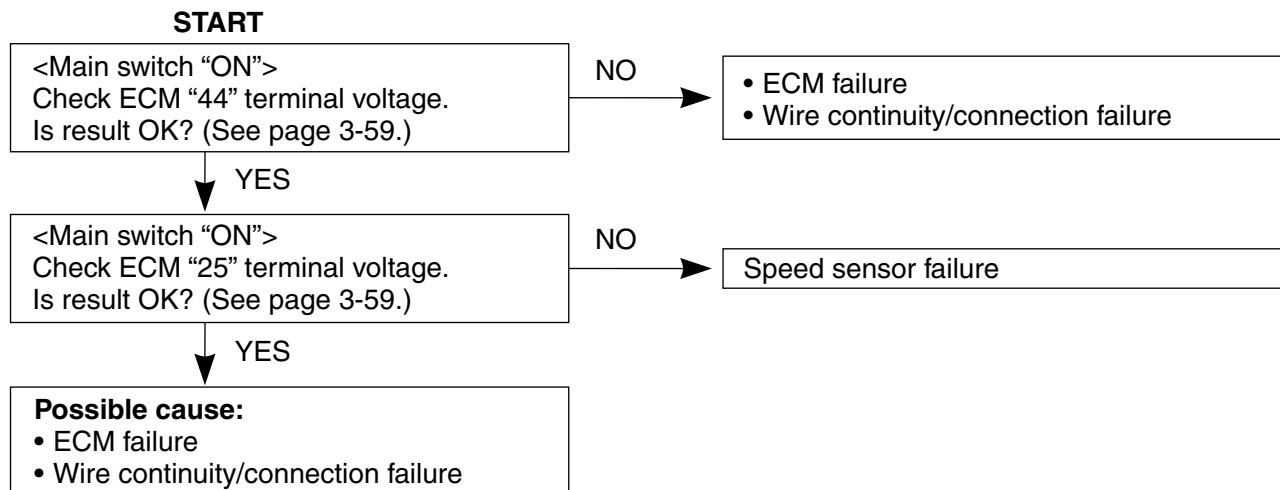 START
<Main switch “ON”>
Check ECM “44” terminal voltage.
Is result OK? (See page 3-59.)
NO
• ECM failure
• Wire continuity/connection failure
YES
<Main switch “ON”>
Check ECM “25” terminal voltage.
Is result OK? (See page 3-59.)
NO
Speed sensor failure
YES
Possible cause:
• ECM failure
• Wire continuity/connection failure